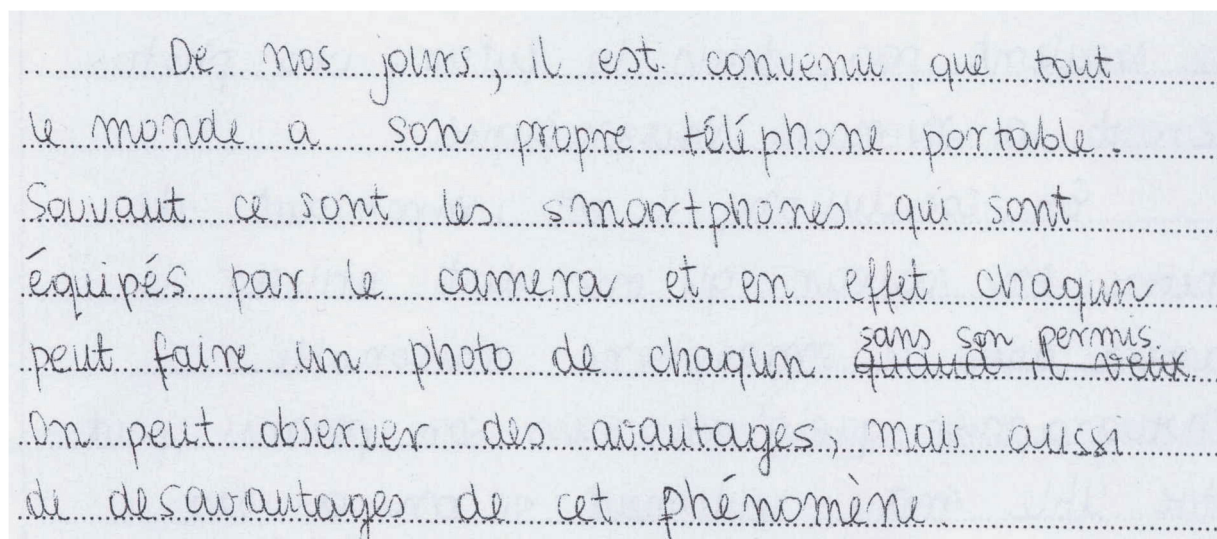 De nos jours, il est convenu que tout
le monde a son propre téléphone portable.
Souvaut ce sont les smartphones qui sont
équipés par le camera et en effet chaqun
peut faire un photo de chaqun sans son permis.
On peut observer des avautages, mais aussi
de desavautages de cet phénomène.